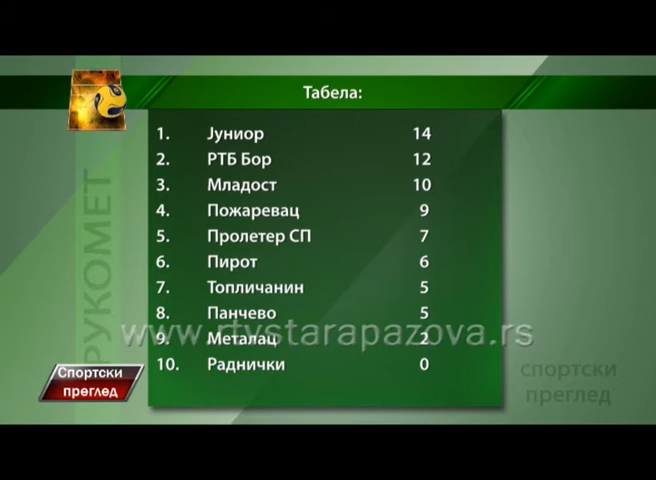 Табела:
1. Јуниор 14
2. РТБ Бор 12
3. Младост 10
4. Пожаревац 9
5. Пролетер СП 7
6. Пирот 6
7. Топличанин 5
8. Панчево 5
www.rtvstarapazova.rs
9. Металац 2
10. Раднички 0
РУКОМЕТ
Спортски
преглед
спортски
преглед